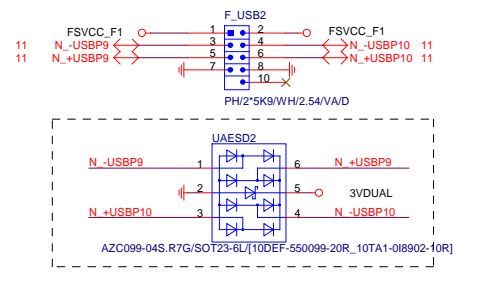 F_USB2
FSVCC_F1 1 2 FSVCC_F1
11 N_-USBP9 3 4 N_-USBP10 11
11 N_+USBP9 5 6 N_+USBP10 11
7 8
10
PH/2*5K9/WH/2.54/VA/D
UAESD2
N_-USBP9 1 6 N_+USBP9
2 5 3VDUAL
N_+USBP10 3 4 N_-USBP10
AZC099-04S.R7G/SOT23-6L/[10DEF-550099-20R_10TA1-0I8902-10R]